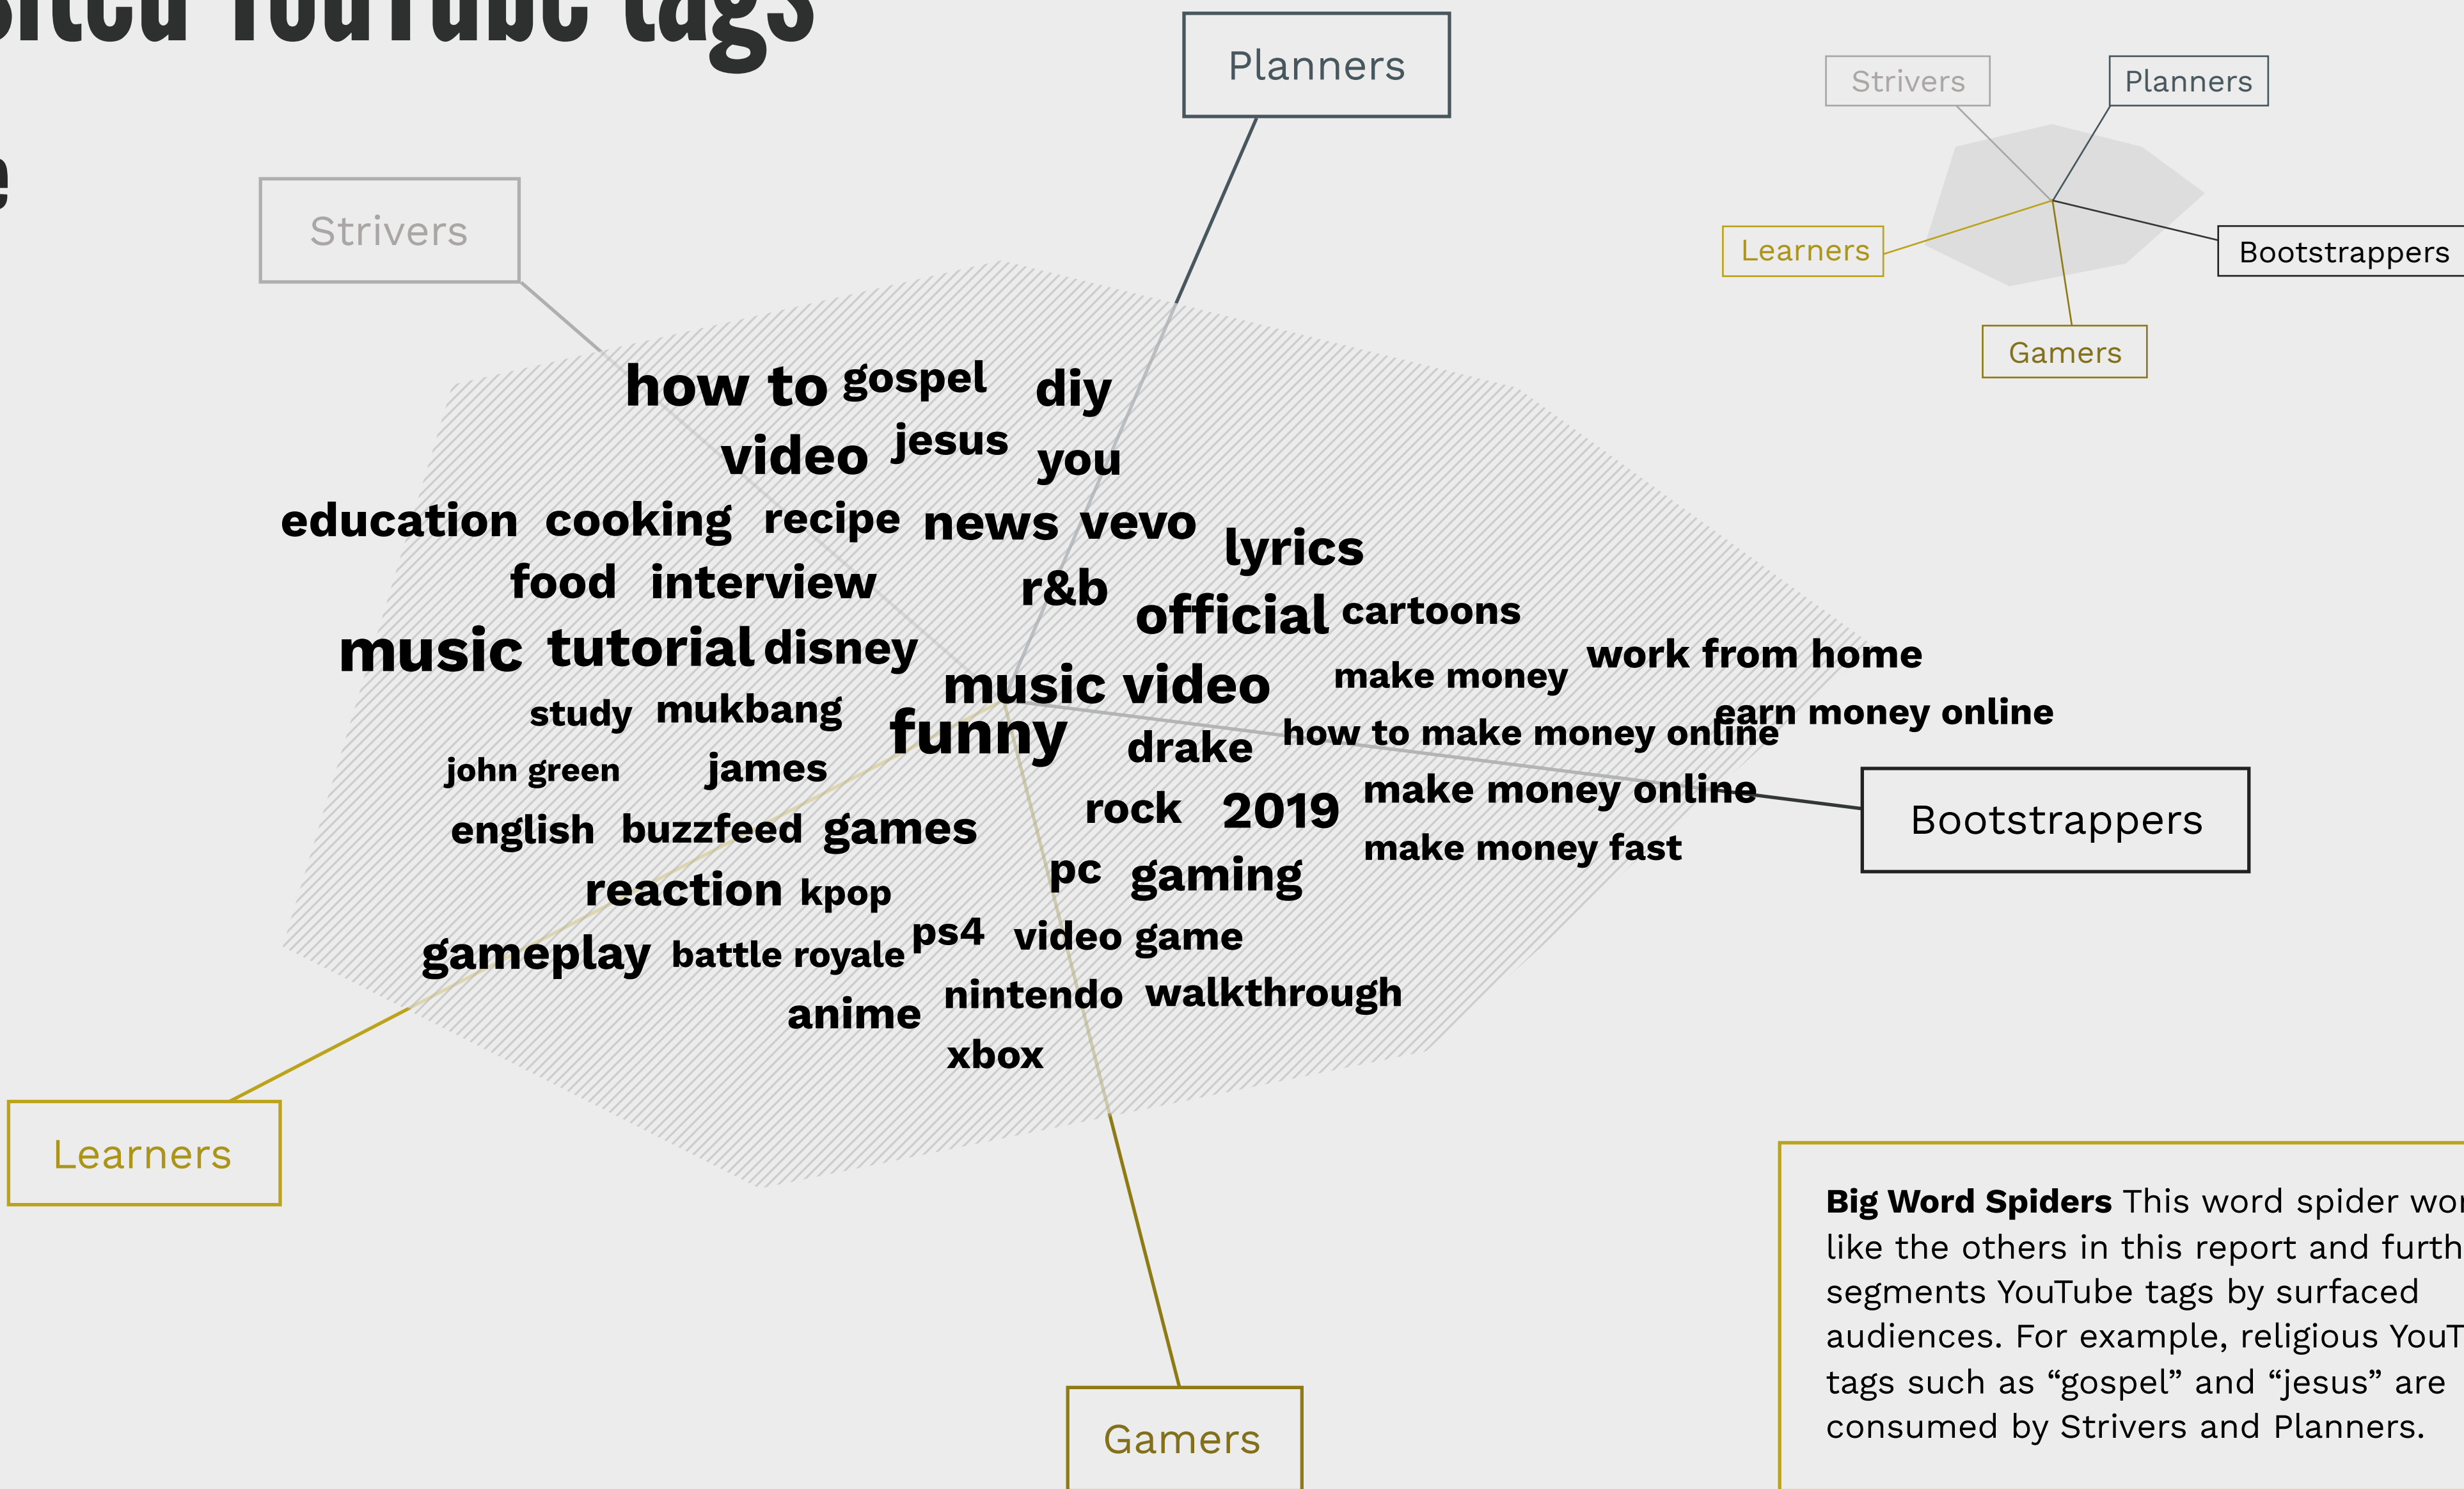 YouTube tags
Planners
Strivers
Planners
Strivers
Learners
Bootstrappers
Gamers
how to gospel diy
video jesus you
education cooking recipe news vevo
lyrics
food interview r&b
official cartoons
music tutorial disney
work from home
music video make money
study mukbang
earn money online
funny drake how to make money online
john green james
make money online
rock 2019
english buzzfeed games
make money fast
Bootstrappers
pc gaming
reaction kpop
ps4 video game
gameplay battle royale
nintendo walkthrough
anime
xbox
Learners
Gamers
Big Word Spiders This word spider
like the others in this report and
segments YouTube tags by surfaced
audiences. For example, religious
tags such as “gospel” and “jesus” are
consumed by Strivers and Planners.